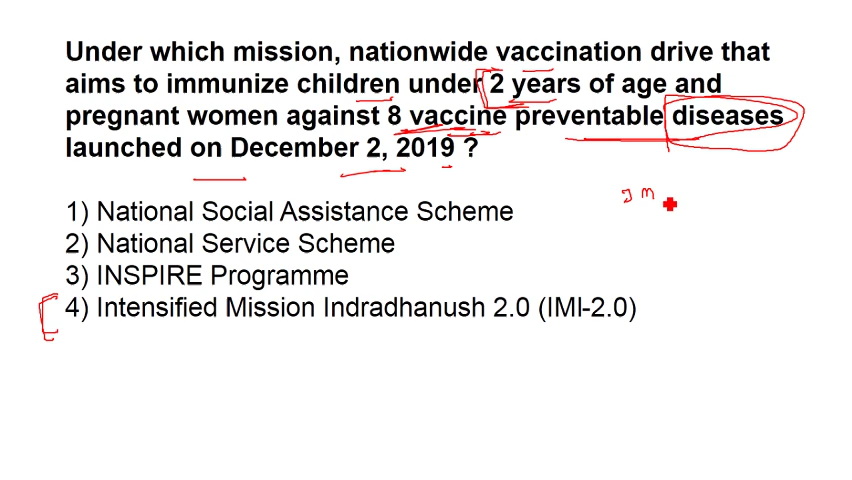 Under which mission, nationwide vaccination drive that
aims to immunize children under 2 years of age and
pregnant women against 8 vaccine preventable diseases
launched on December 2, 2019 ?
1) National Social Assistance Scheme
2) National Service Scheme
3) INSPIRE Programme
4) Intensified Mission Indradhanush 2.0 (IMI-2.0)